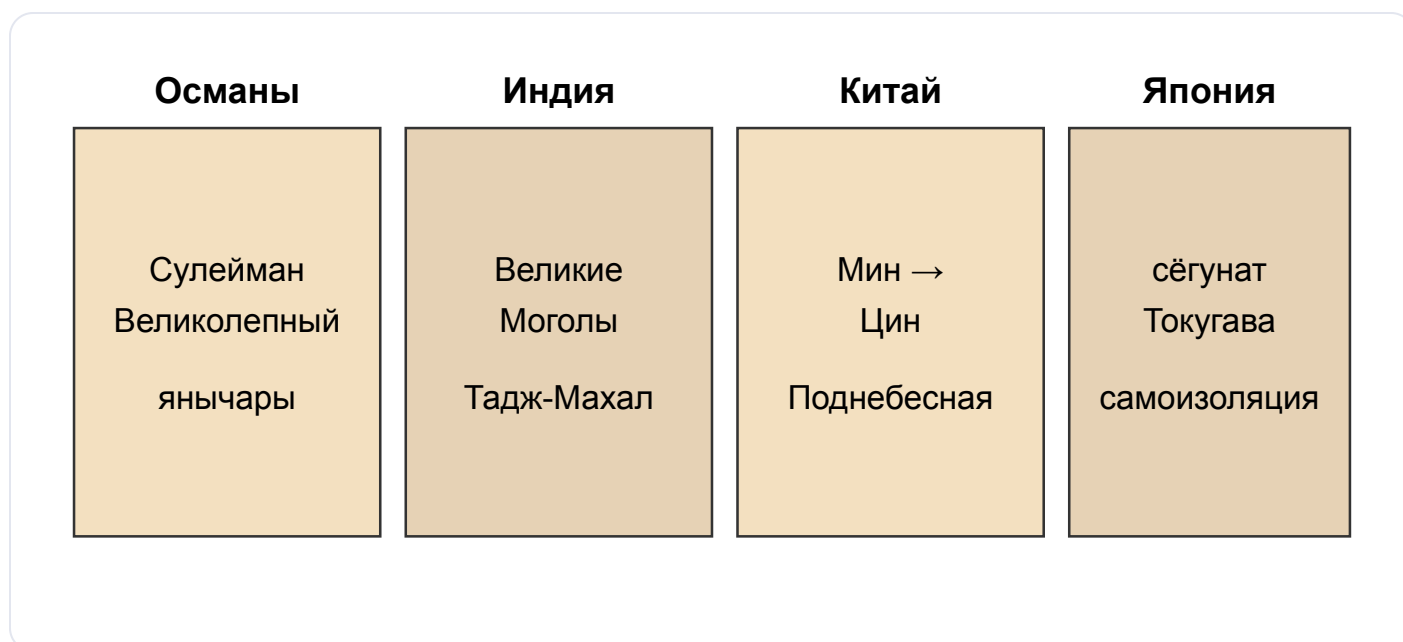 Османы
Сулейман
Великолепный
янычары
Индия
Великие
Моголы
Тадж-Махал
Китай
Мин →
Цин
Поднебесная
Япония
сёгунат
Токугава
самоизоляция